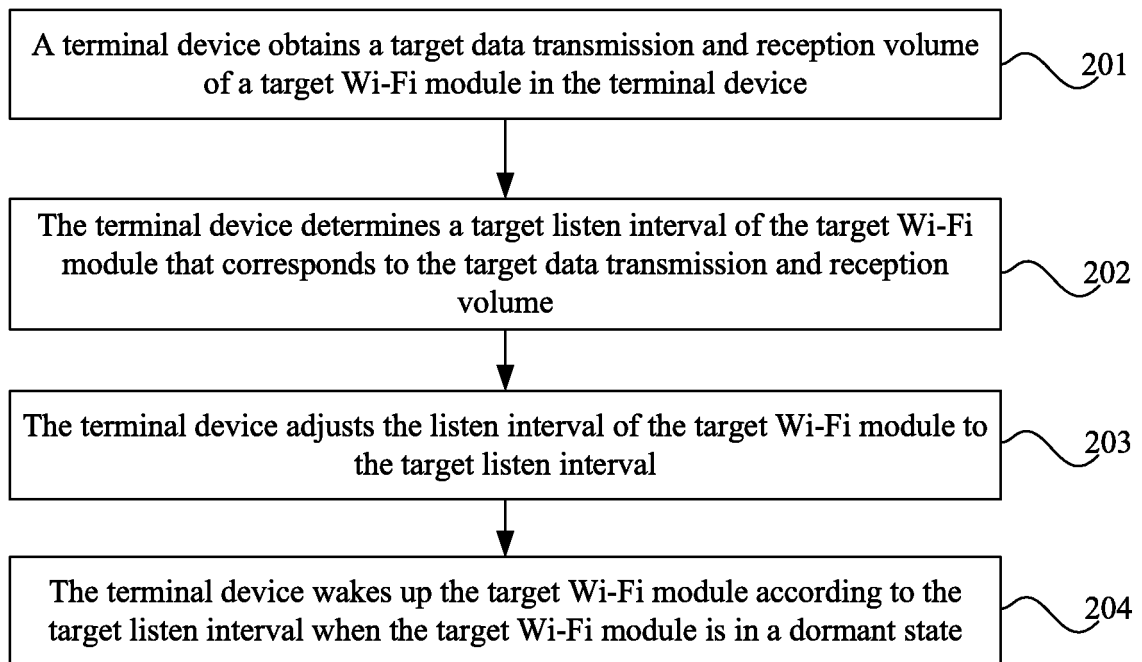 A terminal device obtains a target data transmission and reception volume
of a target Wi-Fi module in the terminal device
201
The terminal device determines a target listen interval of the target Wi-Fi
module that corresponds to the target data transmission and reception
volume
202
The terminal device adjusts the listen interval of the target Wi-Fi module to
the target listen interval
203
The terminal device wakes up the target Wi-Fi module according to the
target listen interval when the target Wi-Fi module is in a dormant state
204